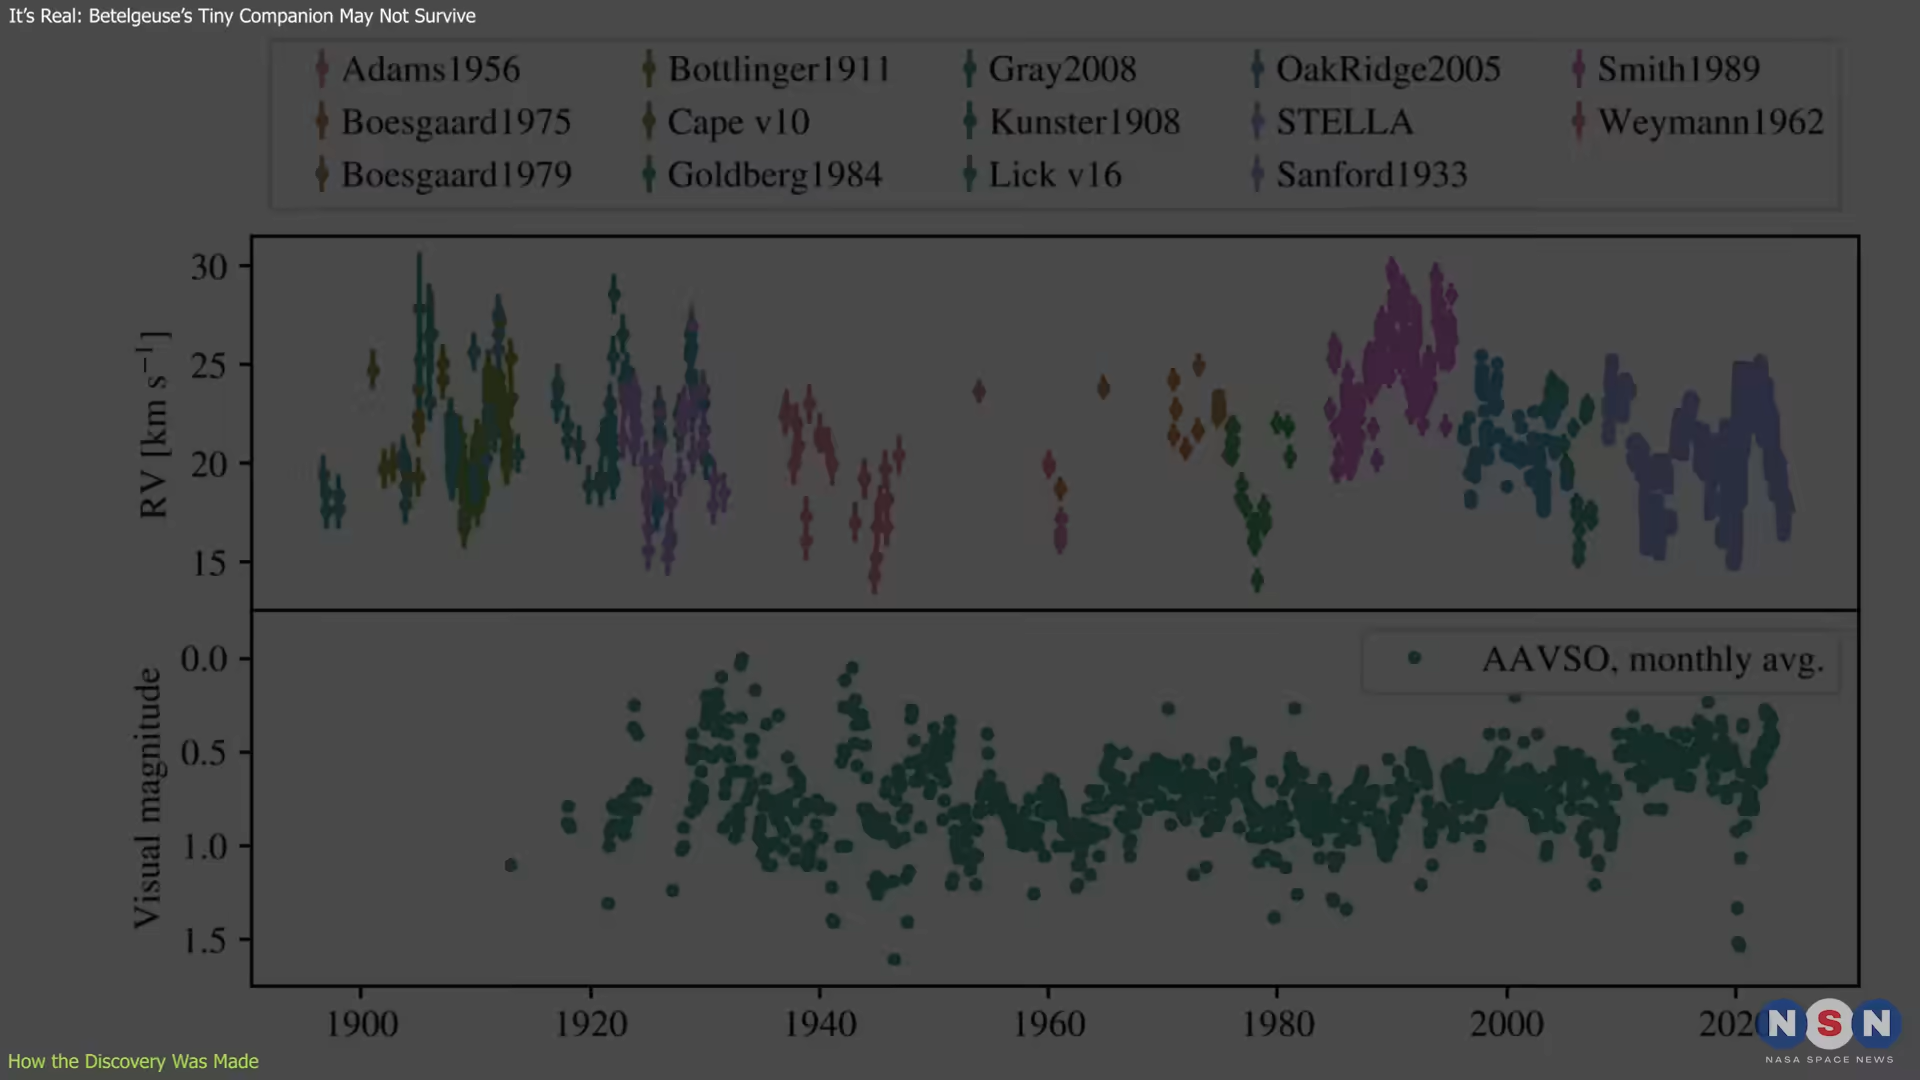 It's Real: Betelgeuse's Tiny Companion May Not Survive
Adams1956 Bottlinger1911 Gray2008 OakRidge2005 Smith1989
Boesgaard1975 Cape v10 Kunster1908 STELLA Weymann1962
Boesgaard1979 Goldberg1984 Lick v16 Sanford1933
RV [km s⁻¹]
30
25
20
15
AAVSO, monthly avg.
Visual magnitude
0.0
0.5
1.0
1.5
1900 1920 1940 1960 1980 2000 202
NSN
NASA SPACE NEWS
How the Discovery Was Made